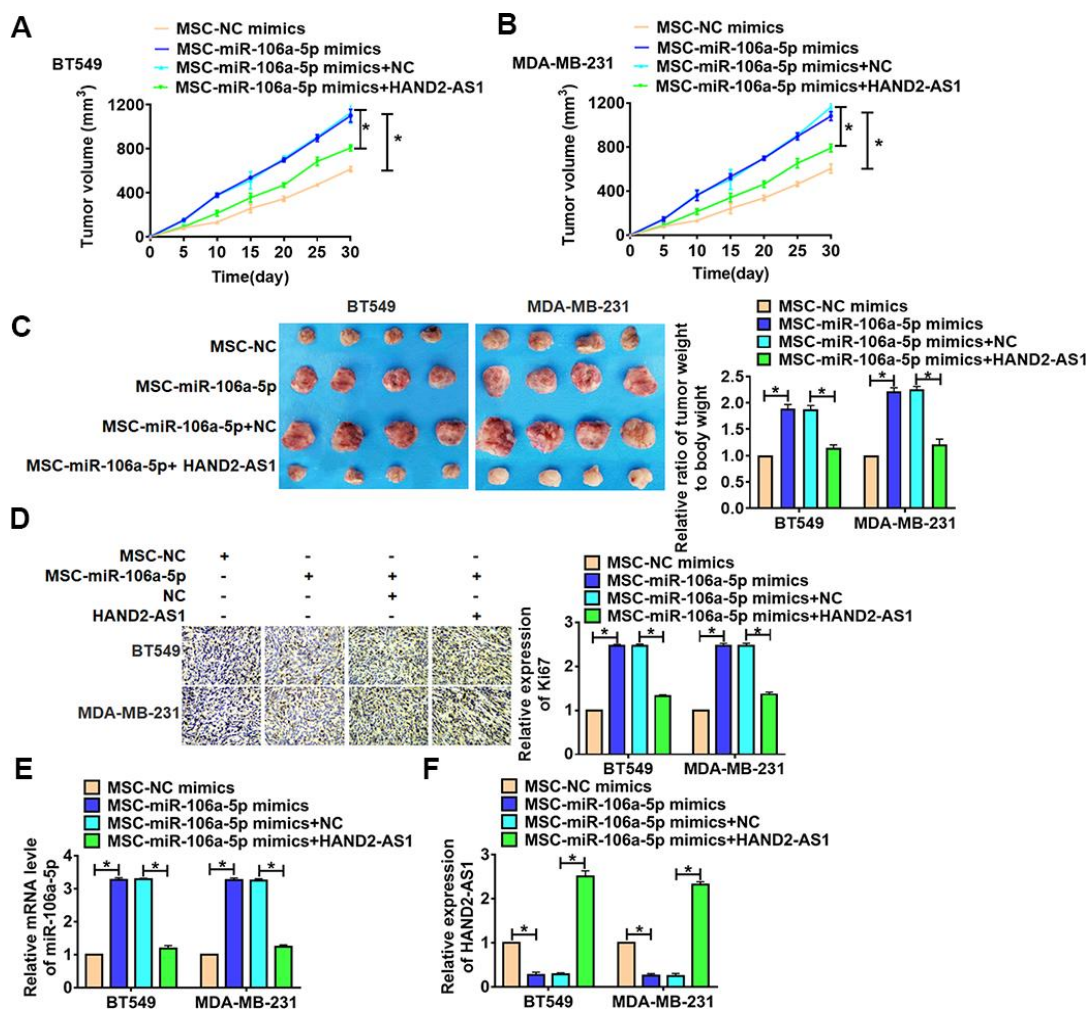 A
BT549
MSC-NC mimics
MSC-miR-106a-5p mimics
MSC-miR-106a-5p mimics+NC
MSC-miR-106a-5p mimics+HAND2-AS1
Tumor volume (mm3)
1200
800
400
0
0 5 10 15 20 25 30
Time(day)
*
*
B
MDA-MB-231
MSC-NC mimics
MSC-miR-106a-5p mimics
MSC-miR-106a-5p mimics+NC
MSC-miR-106a-5p mimics+HAND2-AS1
Tumor volume (mm3)
1200
800
400
0
0 5 10 15 20 25 30
Time(day)
*
*
C
BT549 MDA-MB-231
MSC-NC
MSC-miR-106a-5p
MSC-miR-106a-5p+NC
MSC-miR-106a-5p+ HAND2-AS1
MSC-NC mimics
MSC-miR-106a-5p mimics
MSC-miR-106a-5p mimics+NC
MSC-miR-106a-5p mimics+HAND2-AS1
Relative ratio of tumor weight
to body wight
2.5
2.0
1.5
1.0
0.5
0.0
* * * *
BT549 MDA-MB-231
D
MSC-NC + - - -
MSC-miR-106a-5p - + + +
NC - - + -
HAND2-AS1 - - - +
BT549
MDA-MB-231
MSC-NC mimics
MSC-miR-106a-5p mimics
MSC-miR-106a-5p mimics+NC
MSC-miR-106a-5p mimics+HAND2-AS1
Relative expression
of Ki67
3
2
1
0
* * * *
BT549 MDA-MB-231
E
MSC-NC mimics
MSC-miR-106a-5p mimics
MSC-miR-106a-5p mimics+NC
MSC-miR-106a-5p mimics+HAND2-AS1
Relative mRNA level
of miR-106a-5p
4
3
2
1
0
* * * *
BT549 MDA-MB-231
F
MSC-NC mimics
MSC-miR-106a-5p mimics
MSC-miR-106a-5p mimics+NC
MSC-miR-106a-5p mimics+HAND2-AS1
Relative expression
of HAND2-AS1
3
2
1
0
* * * *
BT549 MDA-MB-231